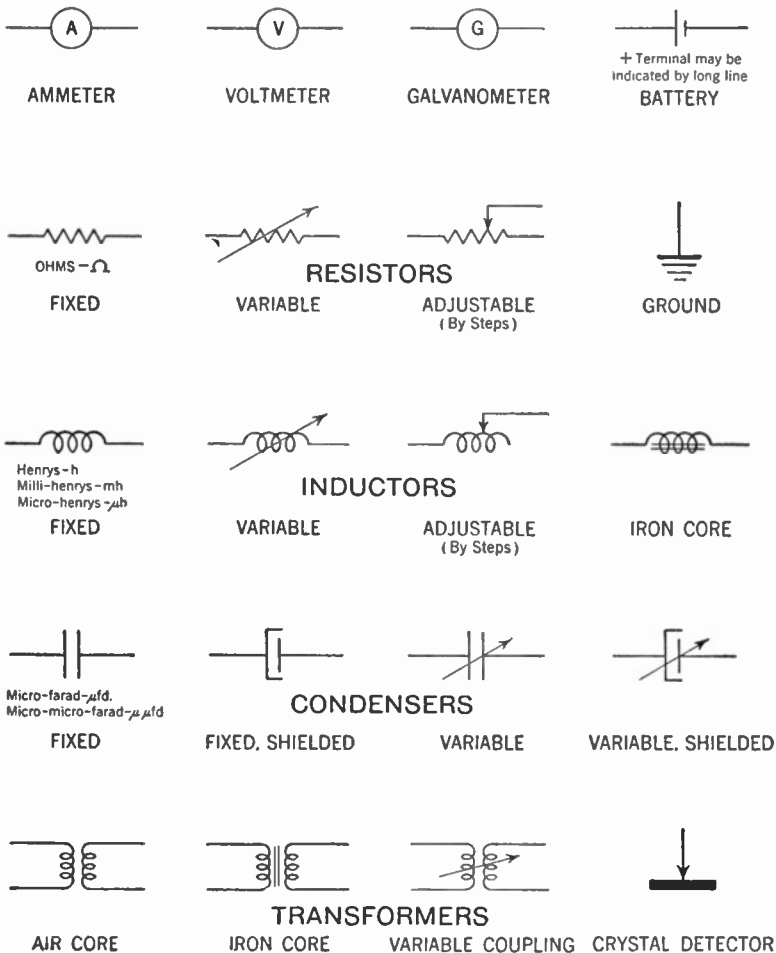 A
V
G
+ Terminal may be
indicated by long line
AMMETER
VOLTMETER
GALVANOMETER
BATTERY
OHMS-Ω
RESISTORS
FIXED
VARIABLE
ADJUSTABLE
(By Steps)
GROUND
Henrys-h
Milli-henrys-mh
Micro-henrys-μh
INDUCTORS
FIXED
VARIABLE
ADJUSTABLE
(By Steps)
IRON CORE
Micro-farad-μfd.
Micro-micro-farad-μμfd
CONDENSERS
FIXED
FIXED, SHIELDED
VARIABLE
VARIABLE, SHIELDED
TRANSFORMERS
AIR CORE
IRON CORE
VARIABLE COUPLING
CRYSTAL DETECTOR